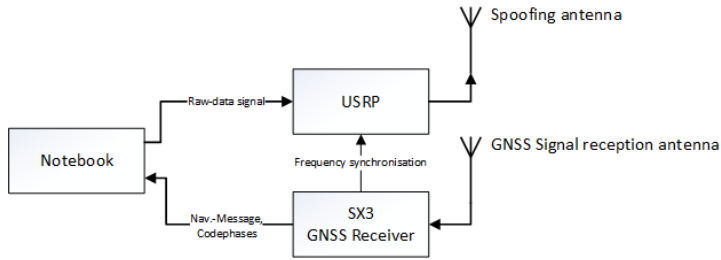 Spoofing antenna
USRP
Raw-data signal
Notebook
GNSS Signal reception antenna
Frequency synchronisation
SX3
GNSS Receiver
Nav.-Message,
Codephases